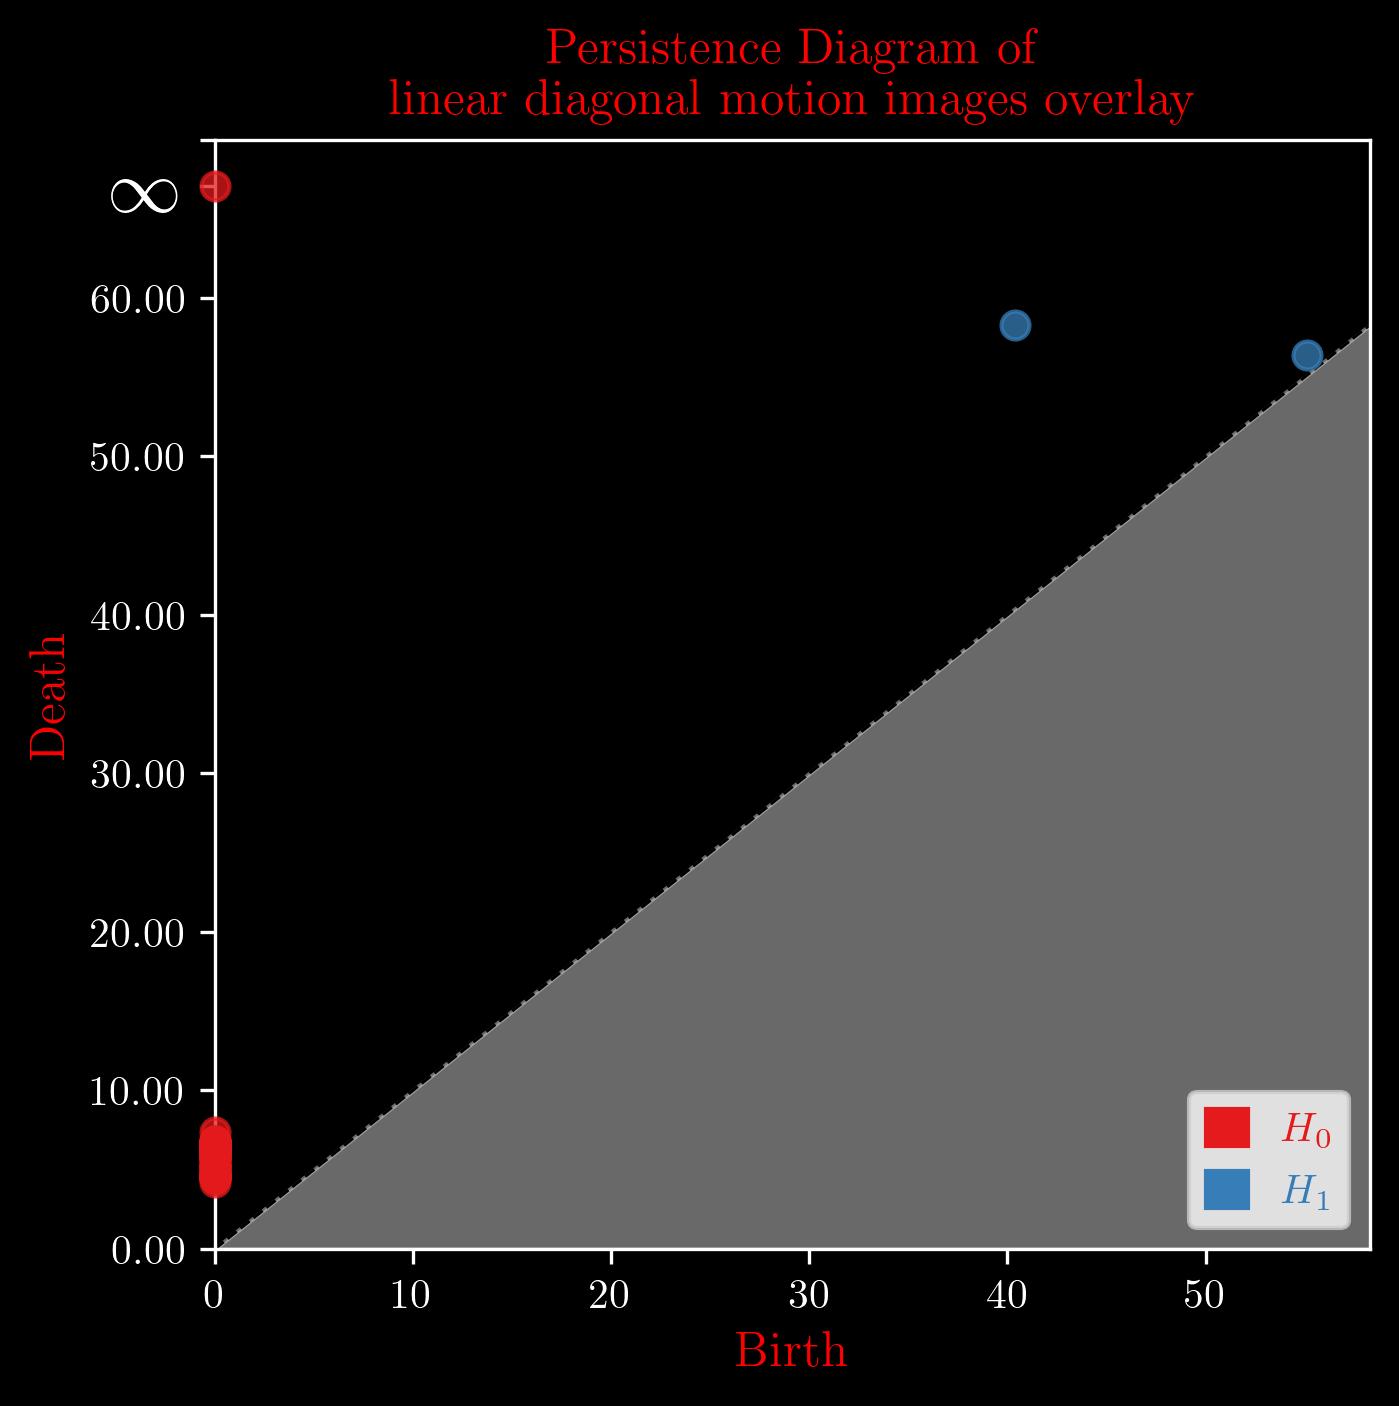 Persistence Diagram of
linear diagonal motion images overlay
∞
60.00
50.00
40.00
30.00
20.00
10.00
0.00
Death
0 10 20 30 40 50
Birth
H₀
H₁